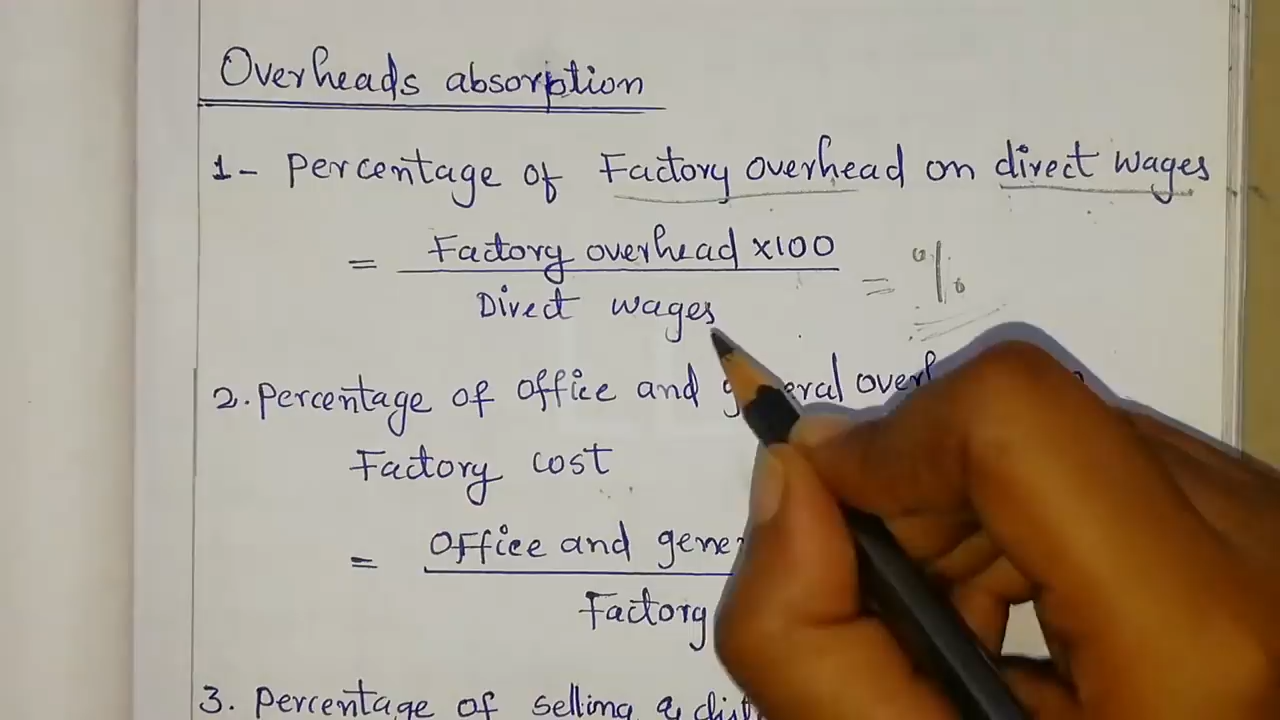 Overheads absorption
1- Percentage of Factory overhead on direct wages
= Factory overhead x100 = %
Direct wages
2. Percentage of office and general
Factory cost
= Office and
Factory
3. Percentage of selling &